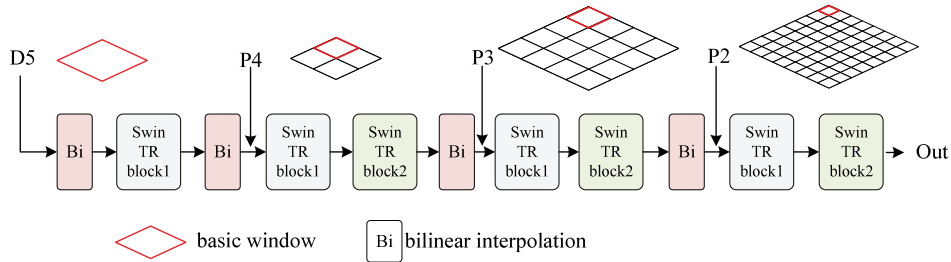 D5
P4
P3
P2
Bi
Swin
TR
block1
Bi
Swin
TR
block1
Swin
TR
block2
Bi
Swin
TR
block1
Swin
TR
block2
Bi
Swin
TR
block1
Swin
TR
block2
Out
basic window
Bi
bilinear interpolation